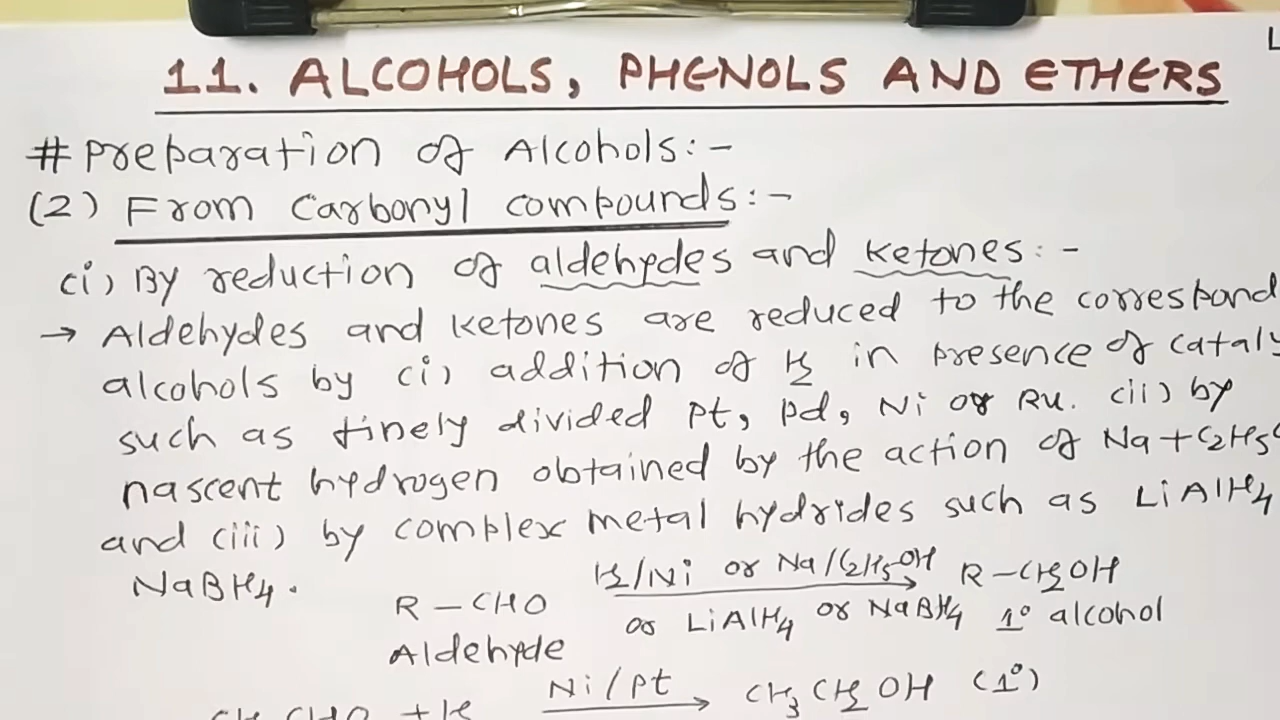 L
11. ALCOHOLS, PHENOLS AND ETHERS
# Preparation of Alcohols:-
(2) From Carbonyl compounds:-
(i) By reduction of aldehydes and Ketones:-
→ Aldehydes and Ketones are reduced to the correspond
alcohols by (i) addition of H2 in presence of cataly
such as finely divided Pt, Pd, Ni or Ru. (ii) by
nascent hydrogen obtained by the action of Na+C2H5
and (iii) by complex metal hydrides such as LiAlH4
NaBH4.
R-CHO H2/Ni or Na/C2H5OH R-CH2OH
Aldehyde or LiAlH4 or NaBH4 1° alcohol
CH3CHO + H2 Ni/Pt → CH3CH2OH (1°)